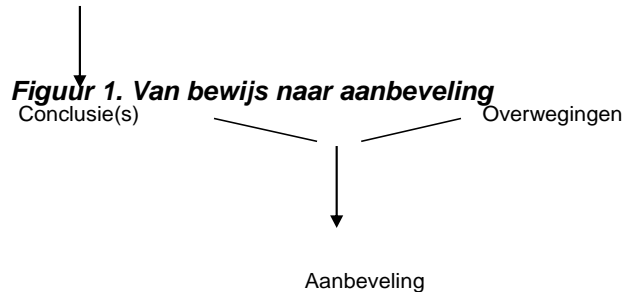 Figuur 1. Van bewijs naar aanbeveling
Conclusie(s) Overwegingen
Aanbeveling